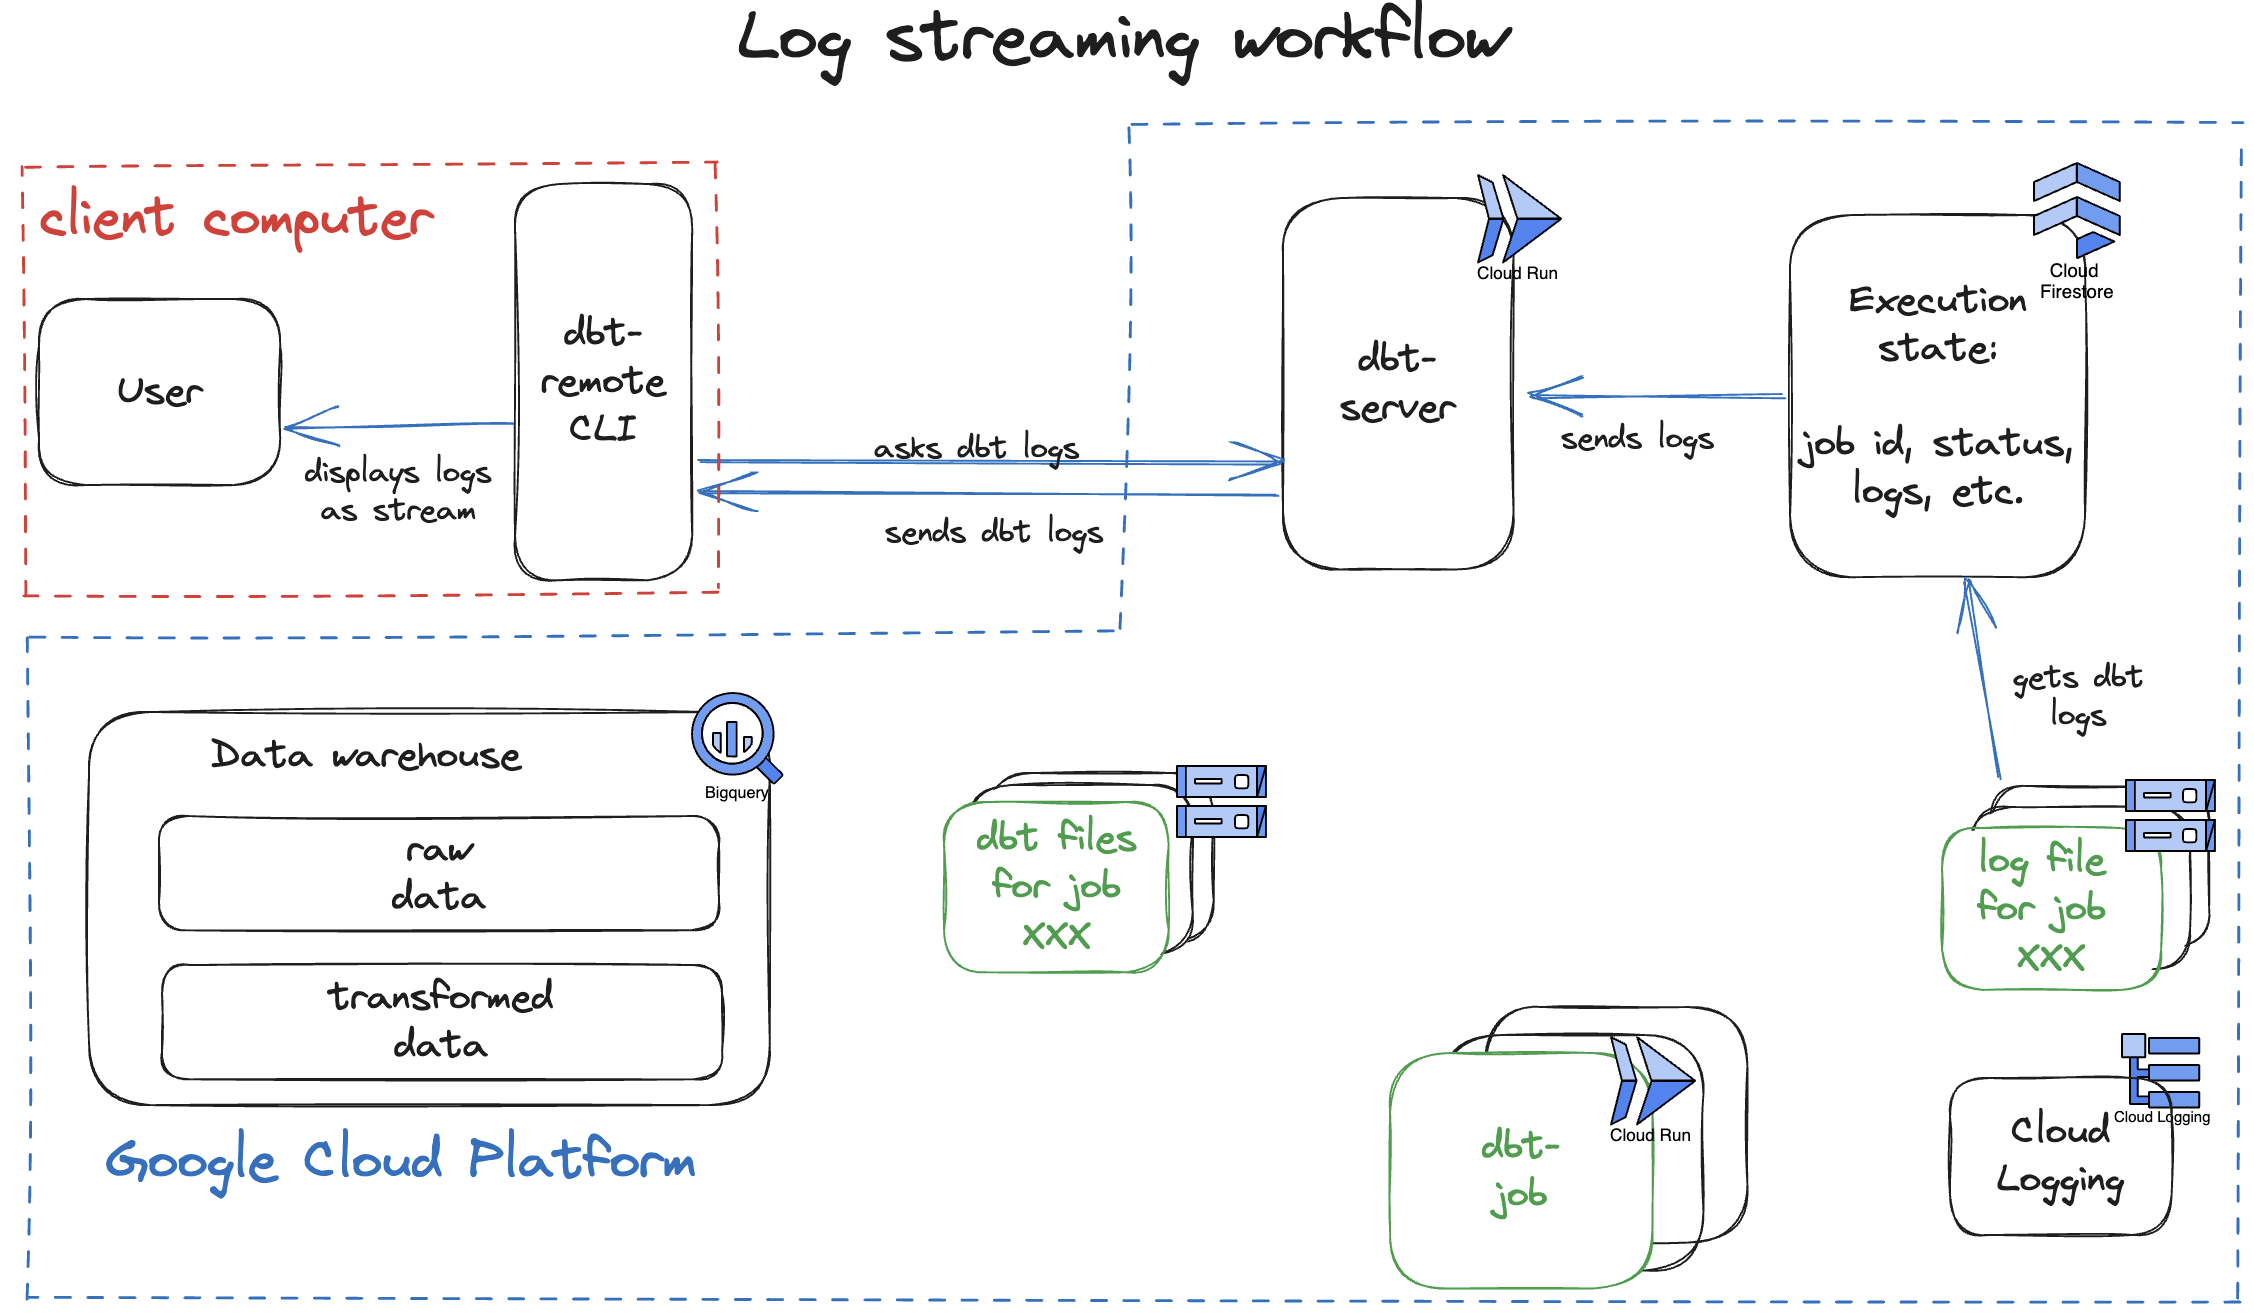 Log streaming workflow
client computer
User
dbt-
remote
CLI
displays logs
as stream
asks dbt logs
sends dbt logs
dbt-
server
Cloud Run
sends logs
Cloud
Firestore
Execution
state:
job id, status,
logs, etc.
gets dbt
logs
Data warehouse
Bigquery
raw
data
transformed
data
Google Cloud Platform
dbt files
for job
XXX
log file
for job
XXX
dbt-
job
Cloud Run
Cloud Logging
Cloud
Logging